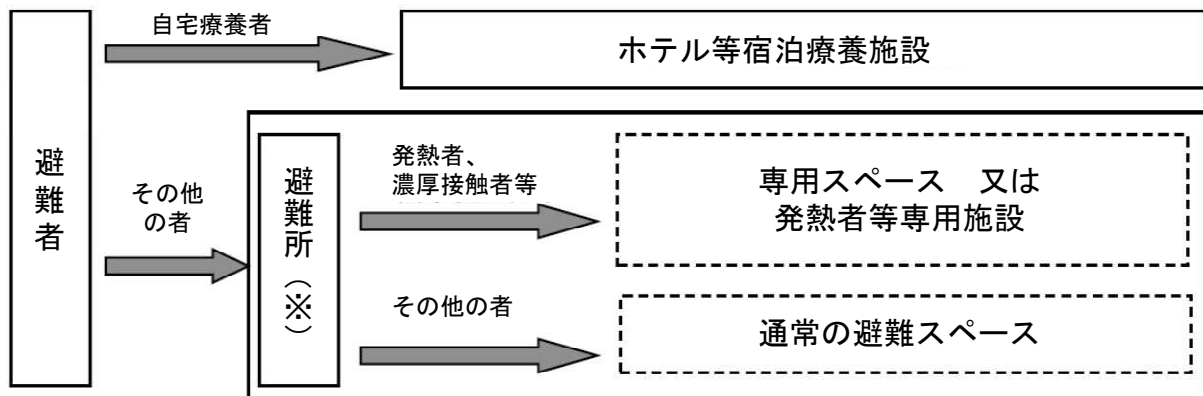 避難者
自宅療養者
ホテル等宿泊療養施設
その他
の者
避難所（※）
発熱者、
濃厚接触者等
専用スペース　又は
発熱者等専用施設
その他の者
通常の避難スペース